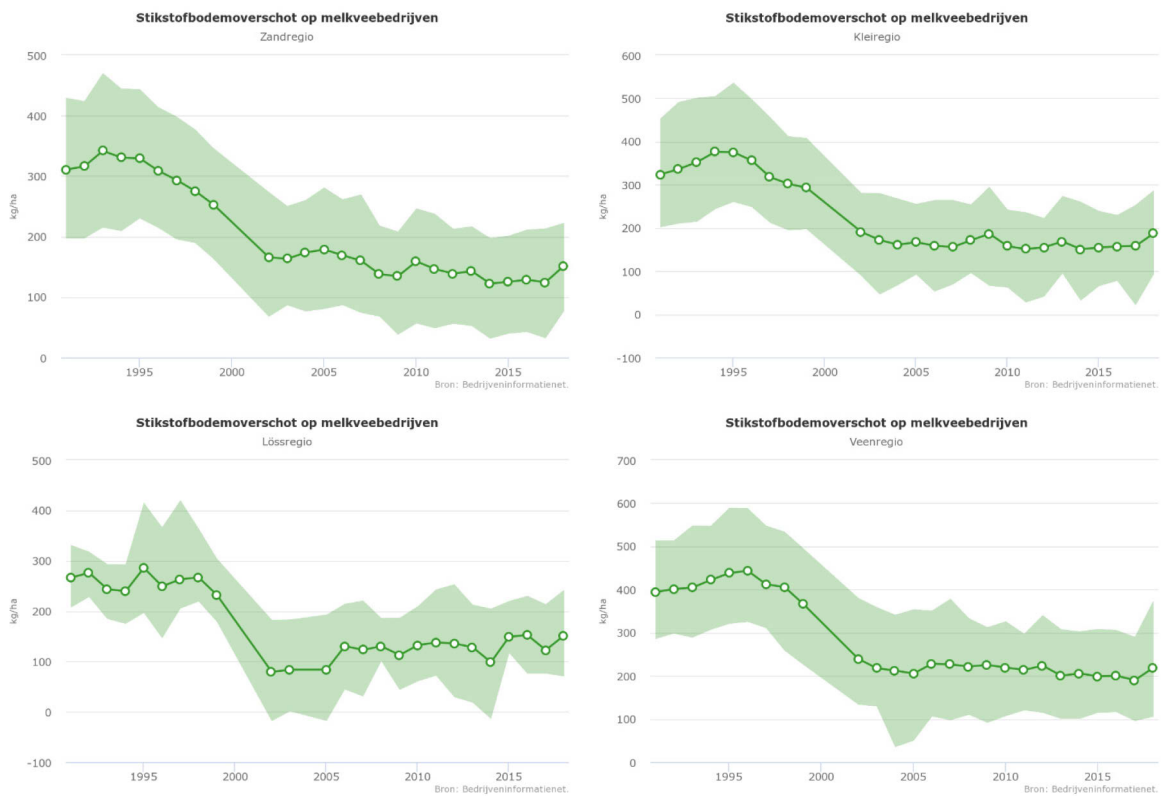 Stikstofbodemoverschot op melkveebedrijven
Zandregio
500
400
300
200
100
0
kg/ha
1995 2000 2005 2010 2015
Bron: Bedrijveninformatienet.
Stikstofbodemoverschot op melkveebedrijven
Kleiregio
600
500
400
300
200
100
0
-100
kg/ha
1995 2000 2005 2010 2015
Bron: Bedrijveninformatienet.
Stikstofbodemoverschot op melkveebedrijven
Lössregio
500
400
300
200
100
0
-100
kg/ha
1995 2000 2005 2010 2015
Bron: Bedrijveninformatienet.
Stikstofbodemoverschot op melkveebedrijven
Veenregio
700
600
500
400
300
200
100
0
kg/ha
1995 2000 2005 2010 2015
Bron: Bedrijveninformatienet.